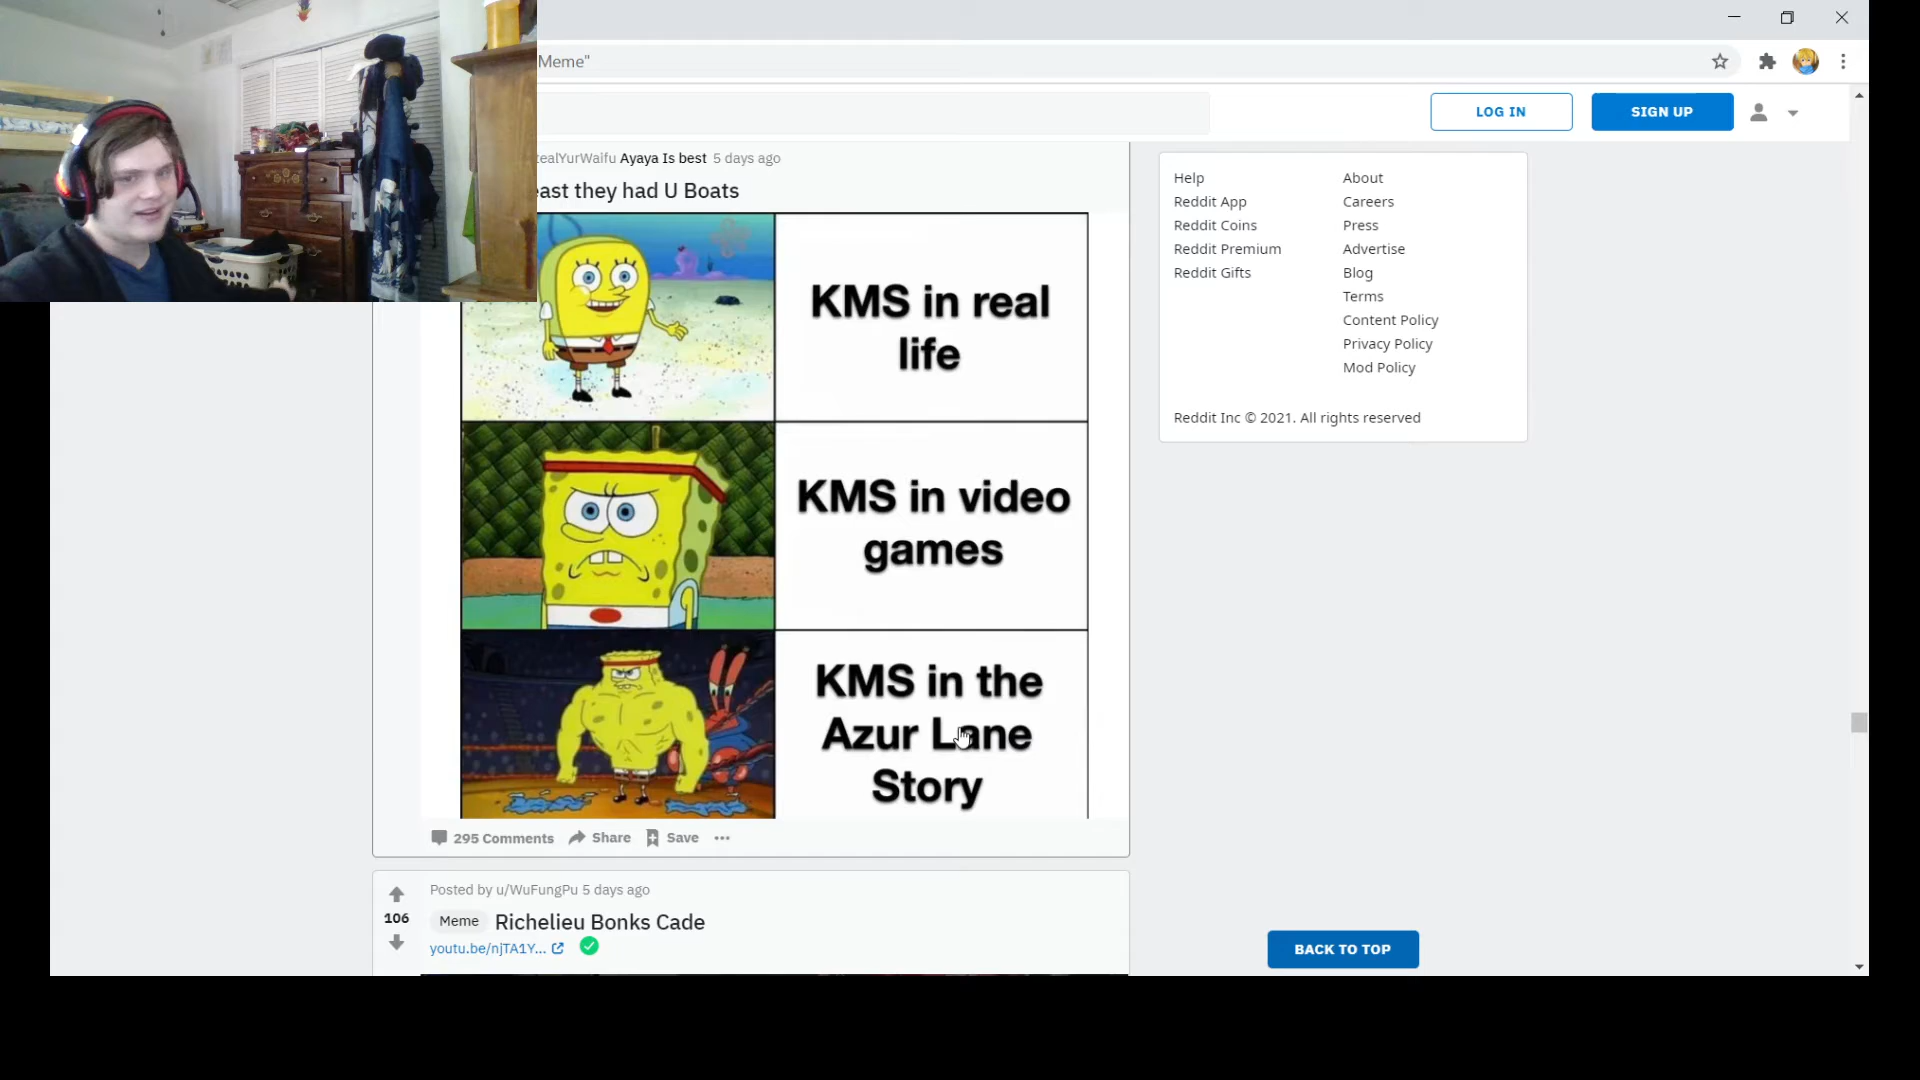 Meme"
LOG IN
SIGN UP
ealYurWaifu Ayaya Is best 5 days ago
east they had U Boats
KMS in real
life
KMS in video
games
KMS in the
Azur Lane
Story
295 Comments Share Save
Posted by u/WuFungPu 5 days ago
106
Meme Richelieu Bonks Cade
youtu.be/njTA1Y...
Help
Reddit App
Reddit Coins
Reddit Premium
Reddit Gifts
About
Careers
Press
Advertise
Blog
Terms
Content Policy
Privacy Policy
Mod Policy
Reddit Inc © 2021. All rights reserved
BACK TO TOP